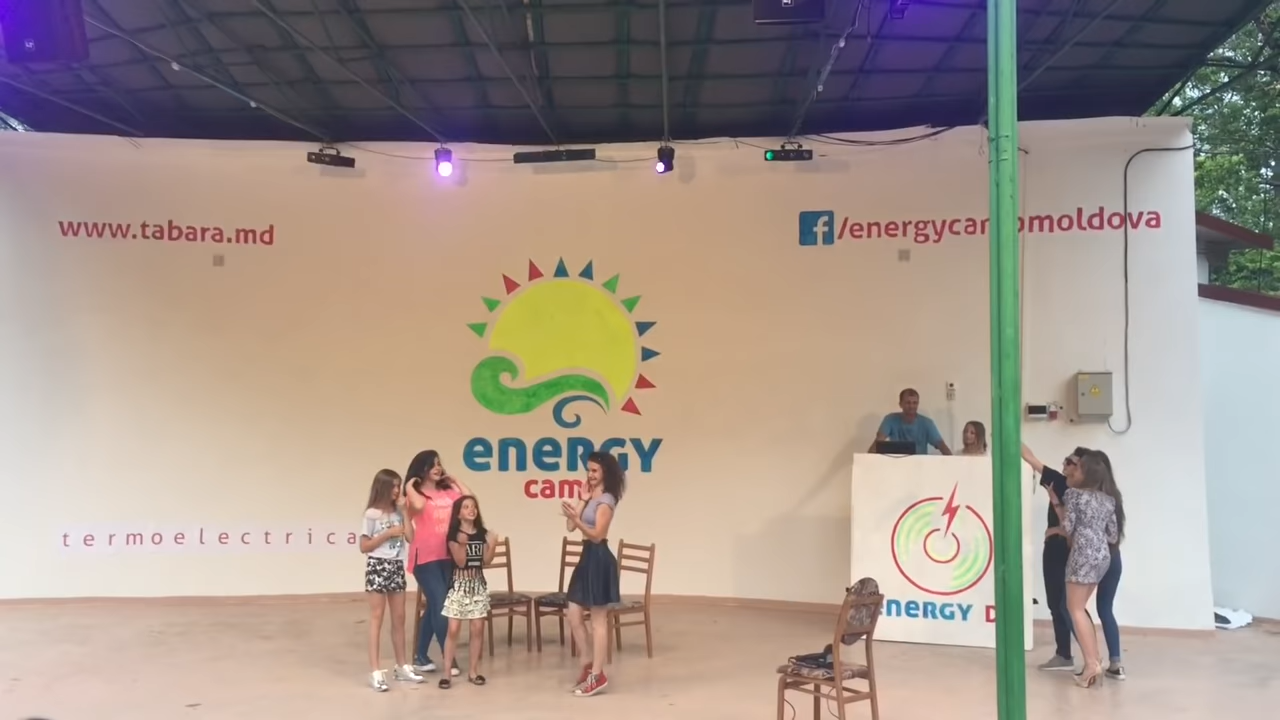 www.tabara.md
f/energycampmoldova
energy
camp
termoelectrica
ENERGY D